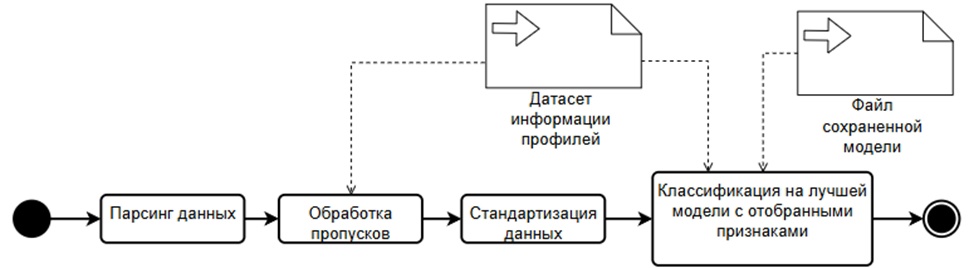 Датасет
информации
профилей
Файл
сохраненной
модели
Парсинг данных
Обработка
пропусков
Стандартизация
данных
Классификация на лучшей
модели с отобранными
признаками